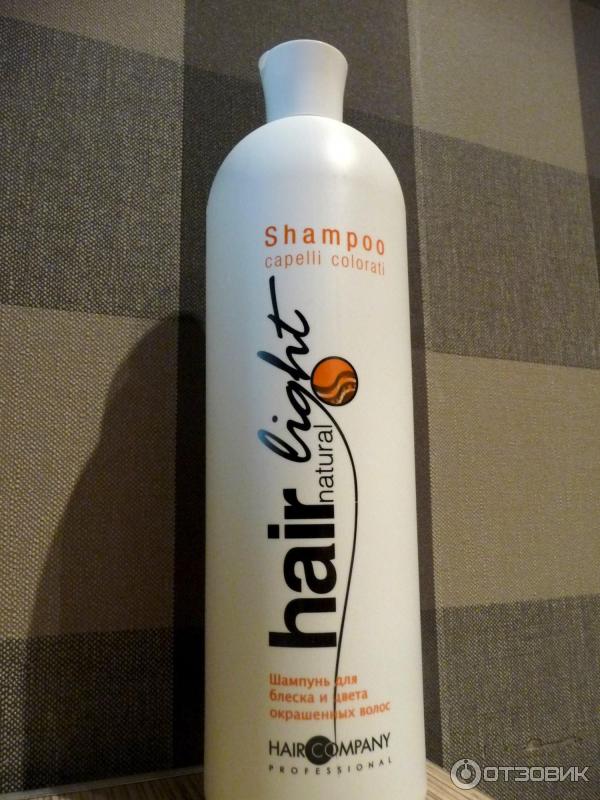 Shampoo
capelli colorati
hair light
natural
Шампунь для
блеска и цвета
окрашенных волос
HAIR COMPANY
PROFESSIONAL
ОТЗОВИК